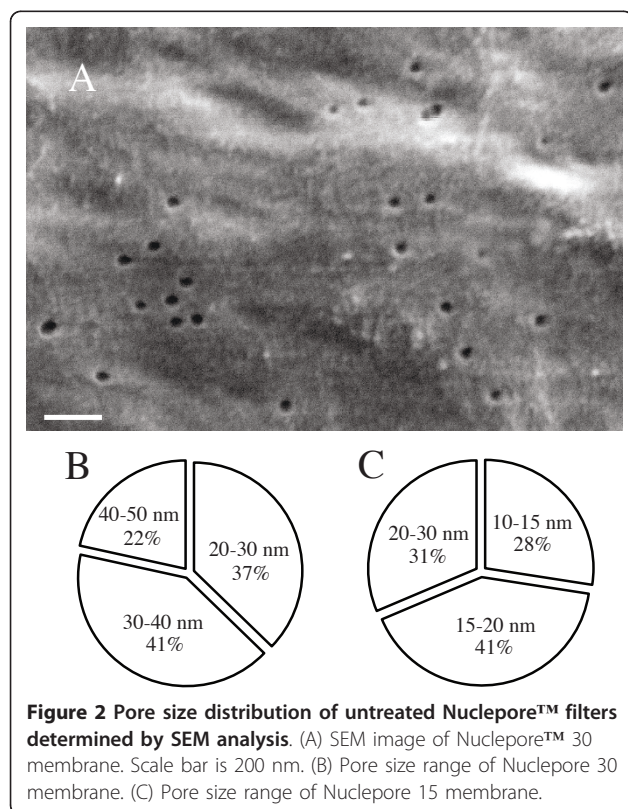 A
B
40-50 nm
22%
20-30 nm
37%
30-40 nm
41%
C
20-30 nm
31%
10-15 nm
28%
15-20 nm
41%
Figure 2 Pore size distribution of untreated Nuclepore™ filters
determined by SEM analysis. (A) SEM image of Nuclepore™ 30
membrane. Scale bar is 200 nm. (B) Pore size range of Nuclepore 30
membrane. (C) Pore size range of Nuclepore 15 membrane.